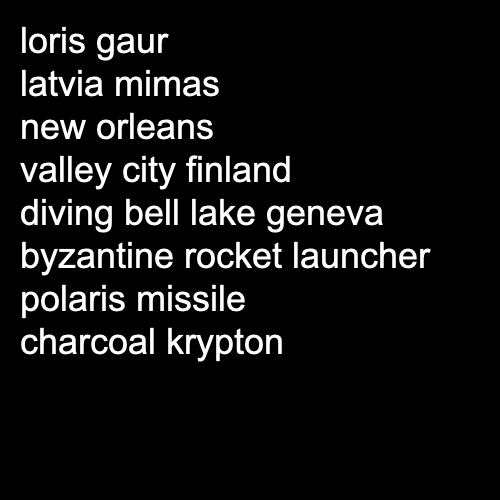 loris gaur
latvia mimas
new orleans
valley city finland
diving bell lake geneva
byzantine rocket launcher
polaris missile
charcoal krypton